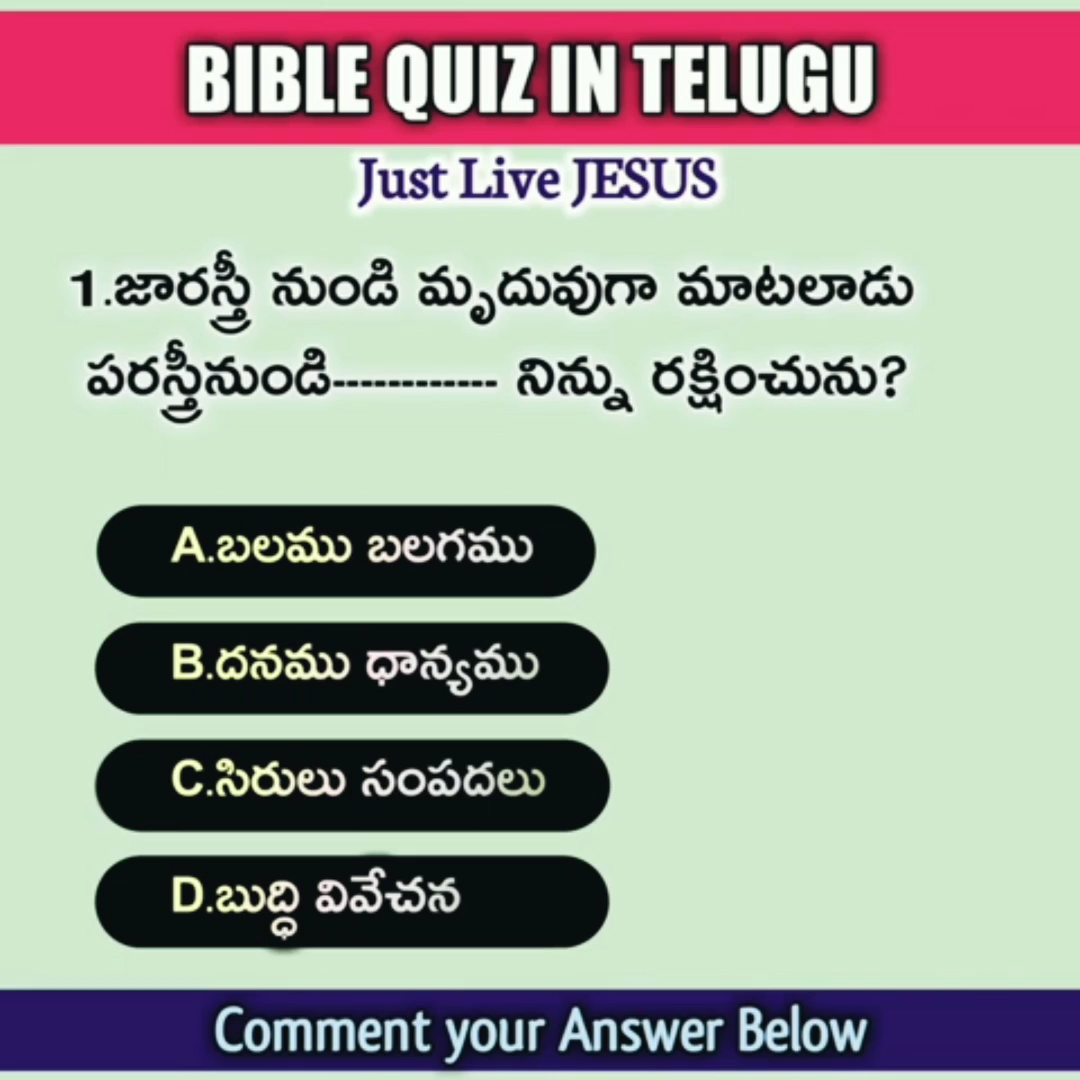 BIBLE QUIZ IN TELUGU
Just Live JESUS
1.జారస్త్రీ నుండి మృదువుగా మాటలాడు
పరస్త్రీనుండి------------ నిన్ను రక్షించును?
A.బలము బలగము
B.దనము ధాన్యము
C.సిరులు సంపదలు
D.బుద్ధి వివేచన
Comment your Answer Below